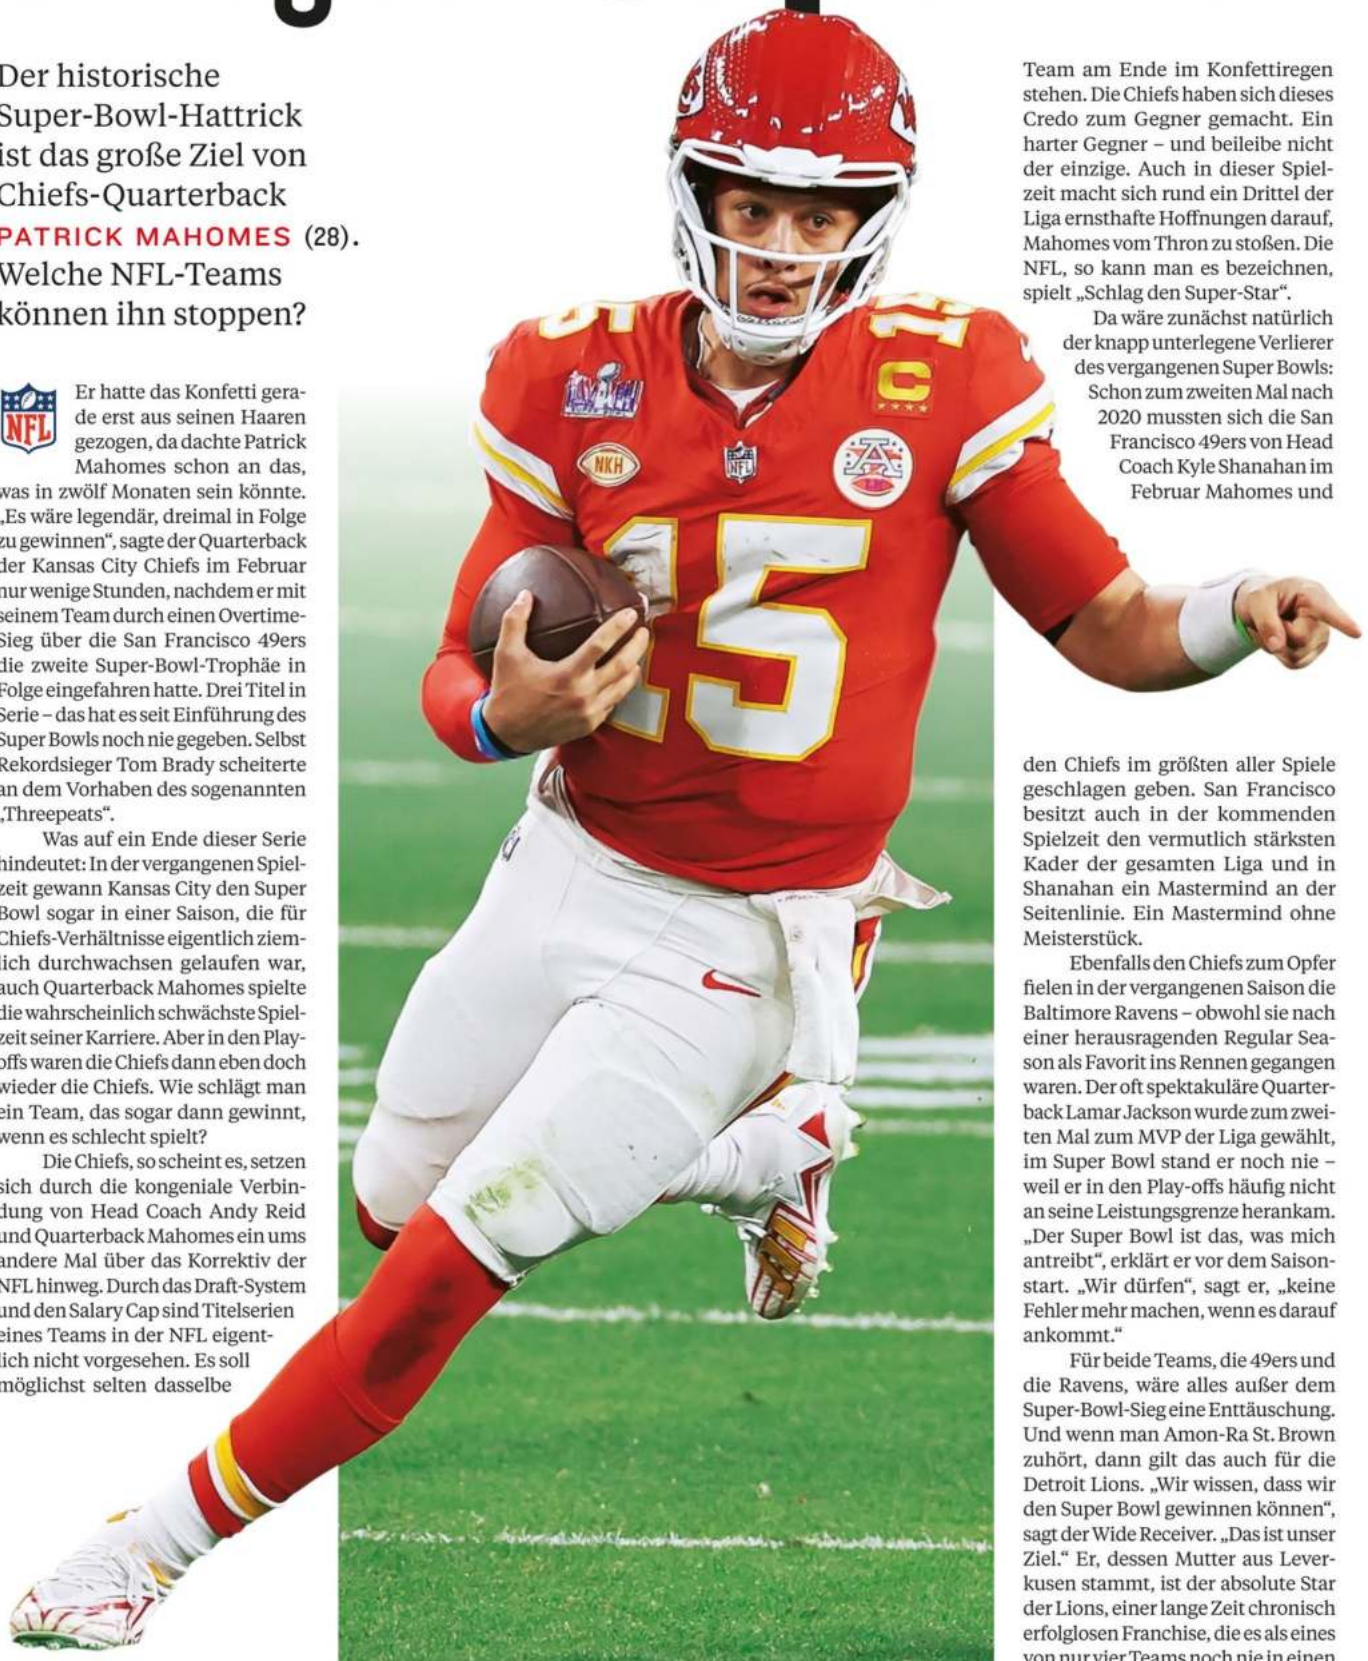 Der historische
Super-Bowl-Hattrick
ist das große Ziel von
Chiefs-Quarterback
PATRICK MAHOMES (28).
Welche NFL-Teams
können ihn stoppen?
NFL
Er hatte das Konfetti gera-
de erst aus seinen Haaren
gezogen, da dachte Patrick
Mahomes schon an das,
was in zwölf Monaten sein könnte.
„Es wäre legendär, dreimal in Folge
zu gewinnen“, sagte der Quarterback
der Kansas City Chiefs im Februar
nur wenige Stunden, nachdem er mit
seinem Team durch einen Overtime-
Sieg über die San Francisco 49ers
die zweite Super-Bowl-Trophäe in
Folge eingefahren hatte. Drei Titel in
Serie – das hat es seit Einführung des
Super Bowls noch nie gegeben. Selbst
Rekordsieger Tom Brady scheiterte
an dem Vorhaben des sogenannten
„Threepeats“.
Was auf ein Ende dieser Serie
hindeutet: In der vergangenen Spiel-
zeit gewann Kansas City den Super
Bowl sogar in einer Saison, die für
Chiefs-Verhältnisse eigentlich ziem-
lich durchwachsen gelaufen war,
auch Quarterback Mahomes spielte
die wahrscheinlich schwächste Spiel-
zeit seiner Karriere. Aber in den Play-
offs waren die Chiefs dann eben doch
wieder die Chiefs. Wie schlägt man
ein Team, das sogar dann gewinnt,
wenn es schlecht spielt?
Die Chiefs, so scheint es, setzen
sich durch die kongeniale Verbin-
dung von Head Coach Andy Reid
und Quarterback Mahomes ein ums
andere Mal über das Korrektiv der
NFL hinweg. Durch das Draft-System
und den Salary Cap sind Titelserien
eines Teams in der NFL eigent-
lich nicht vorgesehen. Es soll
möglichst selten dasselbe
15
15
C
LVIII
NKH
NFL
A
LH
15
Team am Ende im Konfettiregen
stehen. Die Chiefs haben sich dieses
Credo zum Gegner gemacht. Ein
harter Gegner – und beileibe nicht
der einzige. Auch in dieser Spiel-
zeit macht sich rund ein Drittel der
Liga ernsthafte Hoffnungen darauf,
Mahomes vom Thron zu stoßen. Die
NFL, so kann man es bezeichnen,
spielt „Schlag den Super-Star“.
Da wäre zunächst natürlich
der knapp unterlegene Verlierer
des vergangenen Super Bowls:
Schon zum zweiten Mal nach
2020 mussten sich die San
Francisco 49ers von Head
Coach Kyle Shanahan im
Februar Mahomes und
den Chiefs im größten aller Spiele
geschlagen geben. San Francisco
besitzt auch in der kommenden
Spielzeit den vermutlich stärksten
Kader der gesamten Liga und in
Shanahan ein Mastermind an der
Seitenlinie. Ein Mastermind ohne
Meisterstück.
Ebenfalls den Chiefs zum Opfer
fielen in der vergangenen Saison die
Baltimore Ravens – obwohl sie nach
einer herausragenden Regular Sea-
son als Favorit ins Rennen gegangen
waren. Der oft spektakuläre Quarter-
back Lamar Jackson wurde zum zwei-
ten Mal zum MVP der Liga gewählt,
im Super Bowl stand er noch nie –
weil er in den Play-offs häufig nicht
an seine Leistungsgrenze herankam.
„Der Super Bowl ist das, was mich
antreibt“, erklärt er vor dem Saison-
start. „Wir dürfen“, sagt er, „keine
Fehler mehr machen, wenn es darauf
ankommt.“
Für beide Teams, die 49ers und
die Ravens, wäre alles außer dem
Super-Bowl-Sieg eine Enttäuschung.
Und wenn man Amon-Ra St. Brown
zuhört, dann gilt das auch für die
Detroit Lions. „Wir wissen, dass wir
den Super Bowl gewinnen können“,
sagt der Wide Receiver. „Das ist unser
Ziel.“ Er, dessen Mutter aus Lever-
kusen stammt, ist der absolute Star
der Lions, einer lange Zeit chronisch
erfolglosen Franchise, die es als eines
von nur vier Teams noch nie in einen